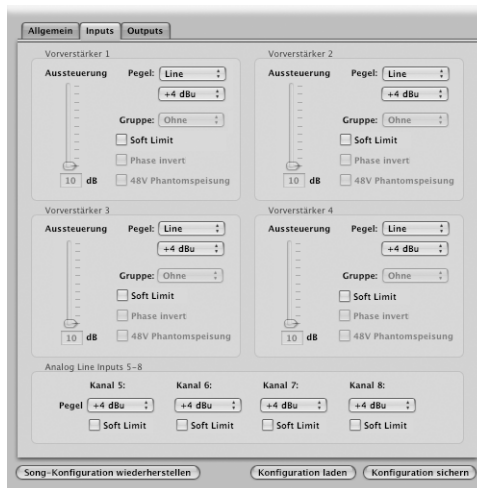 Allgemein Inputs Outputs
Vorverstärker 1
Aussteuerung Pegel: Line
+4 dBu
Gruppe: Ohne
Soft Limit
Phase invert
10 dB 48V Phantomspeisung
Vorverstärker 2
Aussteuerung Pegel: Line
+4 dBu
Gruppe: Ohne
Soft Limit
Phase invert
10 dB 48V Phantomspeisung
Vorverstärker 3
Aussteuerung Pegel: Line
+4 dBu
Gruppe: Ohne
Soft Limit
Phase invert
10 dB 48V Phantomspeisung
Vorverstärker 4
Aussteuerung Pegel: Line
+4 dBu
Gruppe: Ohne
Soft Limit
Phase invert
10 dB 48V Phantomspeisung
Analog Line Inputs 5-8
Kanal 5: Kanal 6: Kanal 7: Kanal 8:
Pegel +4 dBu +4 dBu +4 dBu +4 dBu
Soft Limit Soft Limit Soft Limit Soft Limit
Song-Konfiguration wiederherstellen Konfiguration laden Konfiguration sichern